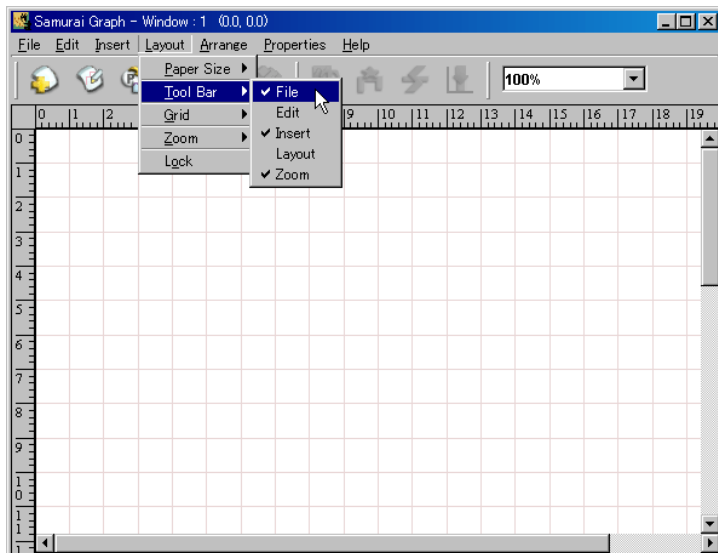 Samurai Graph - Window : 1 (0.0, 0.0)
File Edit Insert Layout Arrange Properties Help
Paper Size
100%
Tool Bar
File
Grid
Edit
Zoom
Insert
Lock
Layout
Zoom
0 1 2 9 10 11 12 13 14 15 16 17 18 19
0
1
2
3
4
5
6
7
8
9
10
11